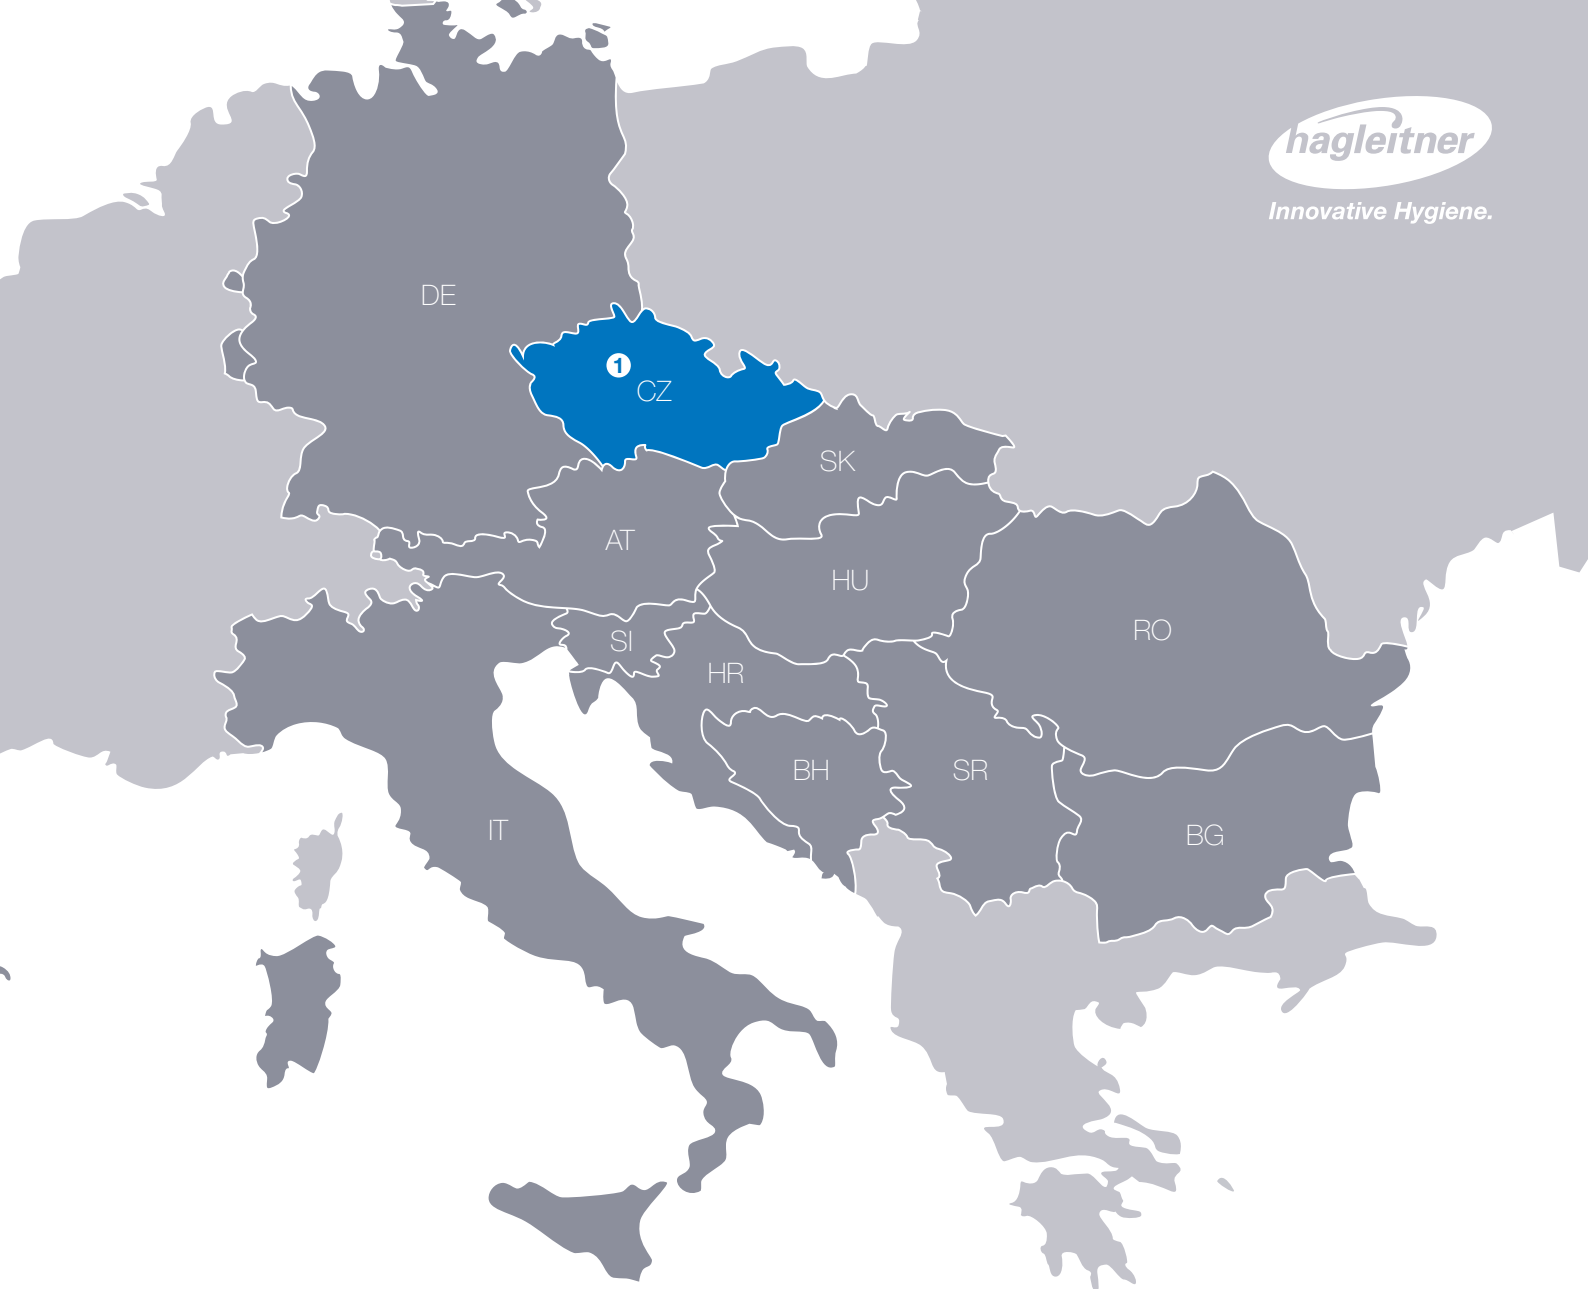 hagleitner
Innovative Hygiene.
DE
1
CZ
SK
AT
HU
RO
SI
HR
BH
SR
IT
BG